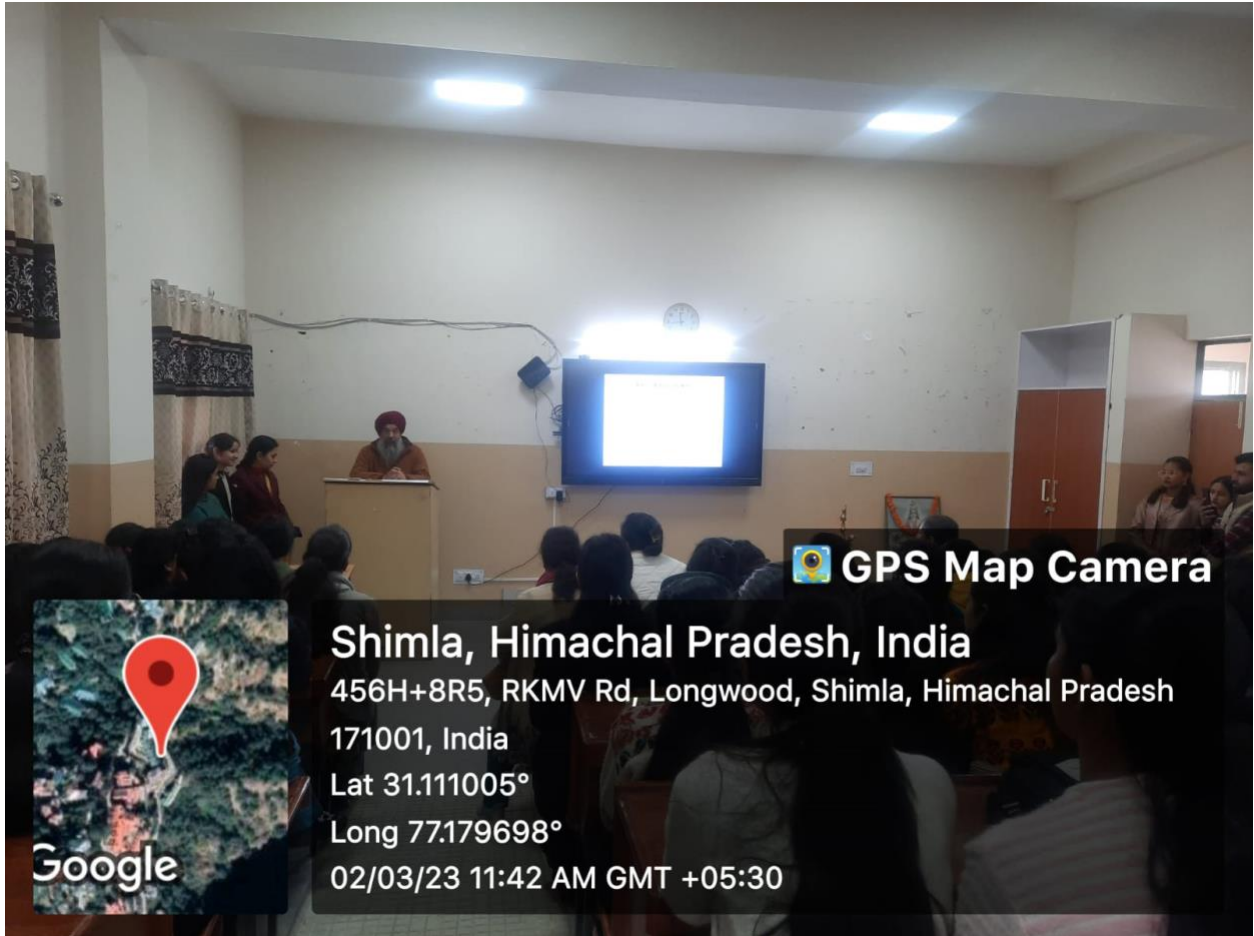 GPS Map Camera
Shimla, Himachal Pradesh, India
456H+8R5, RKMV Rd, Longwood, Shimla, Himachal Pradesh
171001, India
Lat 31.111005°
Long 77.179698°
02/03/23 11:42 AM GMT +05:30
Google